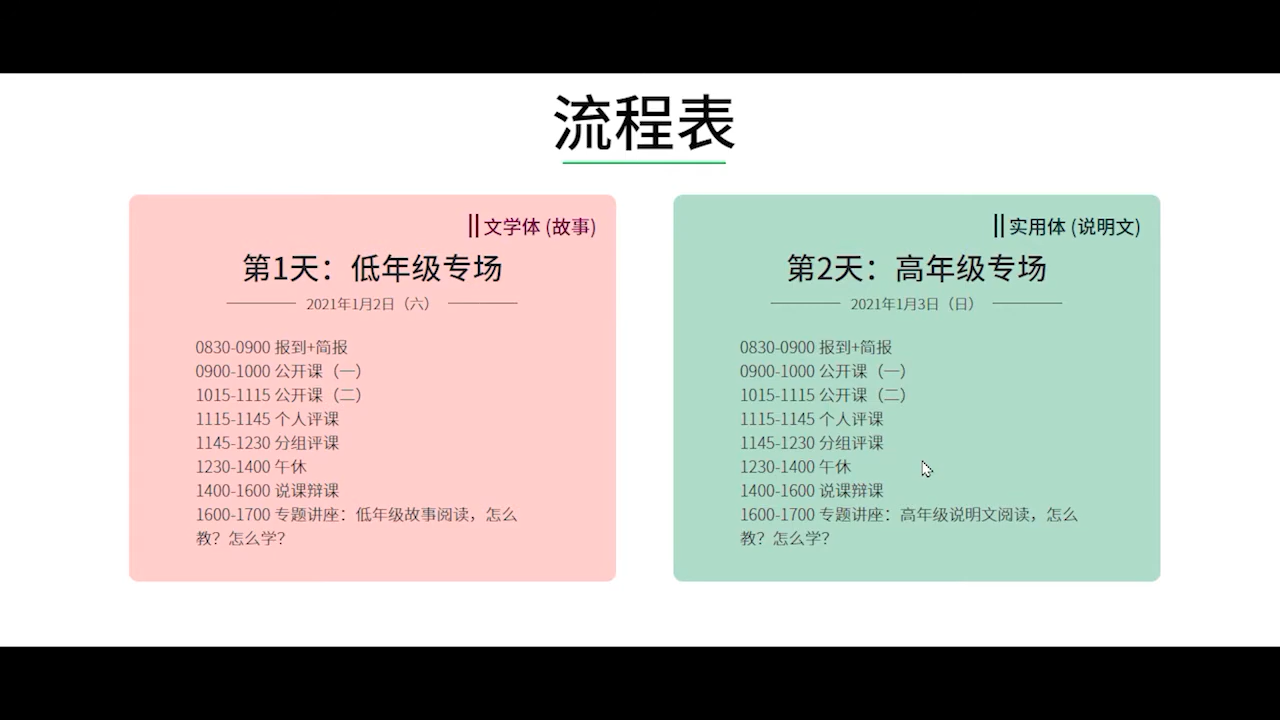 流程表
文学体 (故事)
第1天：低年级专场
2021年1月2日（六）
0830-0900 报到+简报
0900-1000 公开课（一）
1015-1115 公开课（二）
1115-1145 个人评课
1145-1230 分组评课
1230-1400 午休
1400-1600 说课辩课
1600-1700 专题讲座：低年级故事阅读，怎么
教？怎么学？
实用体 (说明文)
第2天：高年级专场
2021年1月3日（日）
0830-0900 报到+简报
0900-1000 公开课（一）
1015-1115 公开课（二）
1115-1145 个人评课
1145-1230 分组评课
1230-1400 午休
1400-1600 说课辩课
1600-1700 专题讲座：高年级说明文阅读，怎么
教？怎么学？